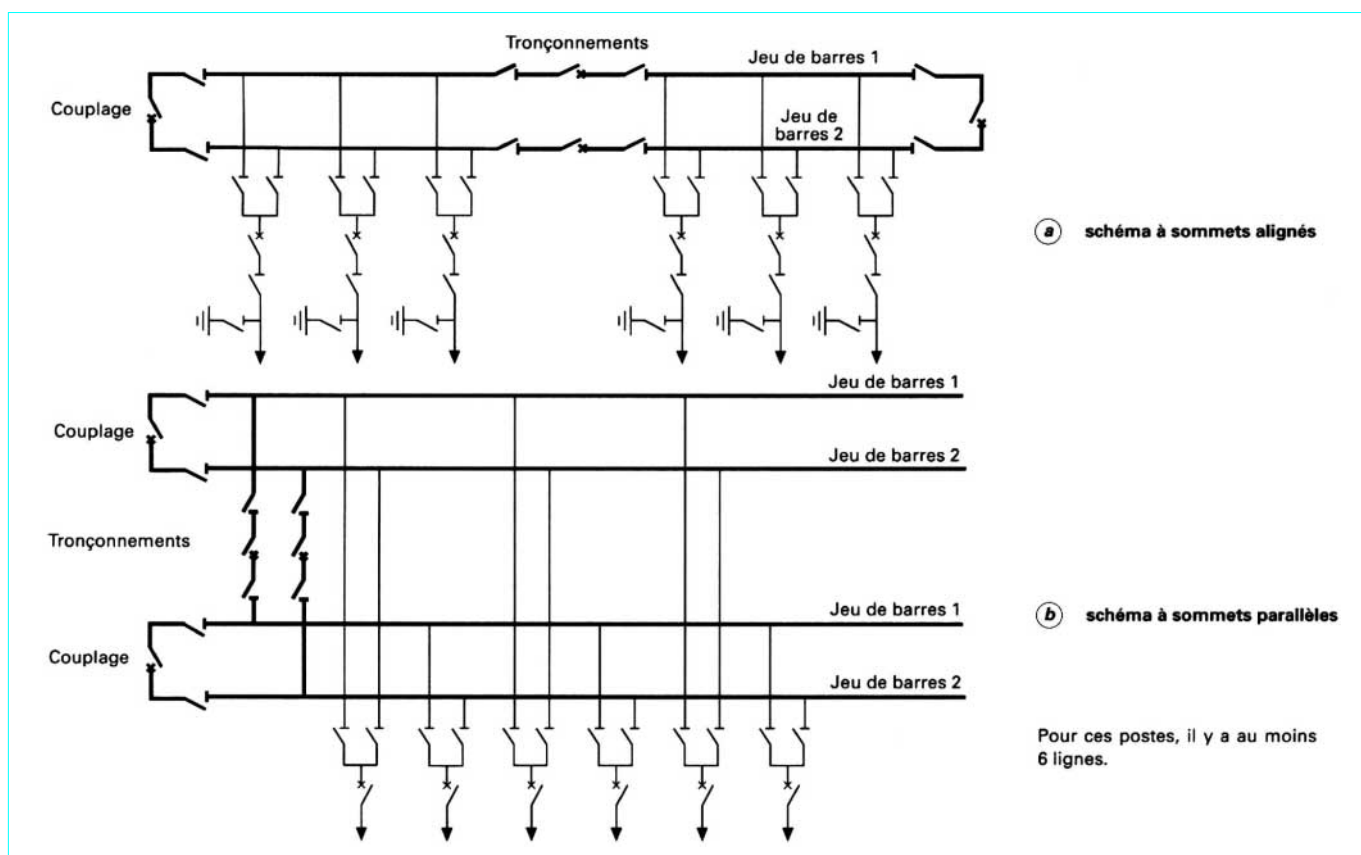 Tronçonnements
Jeu de barres 1
Couplage
Jeu de
barres 2
a schéma à sommets alignés
Jeu de barres 1
Couplage
Jeu de barres 2
Tronçonnements
Jeu de barres 1
b schéma à sommets parallèles
Couplage
Jeu de barres 2
Pour ces postes, il y a au moins
6 lignes.